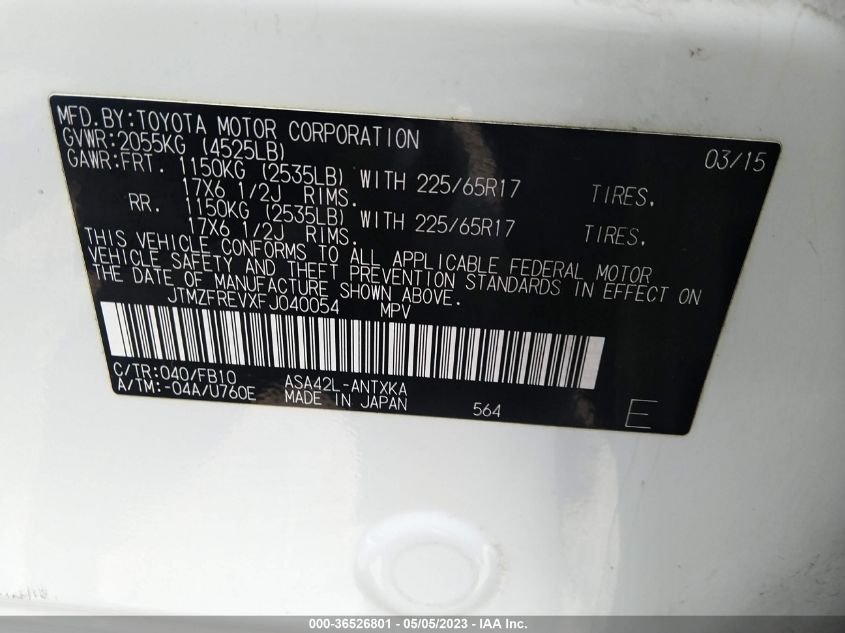 MFD. BY: TOYOTA MOTOR CORPORATION 03/15
GVWR: 2055KG (4525LB)
GAWR: FRT. 1150KG (2535LB) WITH 225/65R17 TIRES,
17X6 1/2J RIMS.
RR. 1150KG (2535LB) WITH 225/65R17 TIRES,
17X6 1/2J RIMS.
THIS VEHICLE CONFORMS TO ALL APPLICABLE FEDERAL MOTOR
VEHICLE SAFETY AND THEFT PREVENTION STANDARDS IN EFFECT ON
THE DATE OF MANUFACTURE SHOWN ABOVE.
JTMZFREVXFJ040054 MPV
C/TR: 040/FB10 ASA42L-ANTXKA
A/TM: -04A/U760E MADE IN JAPAN 564 E
000-36526801 - 05/05/2023 - IAA Inc.